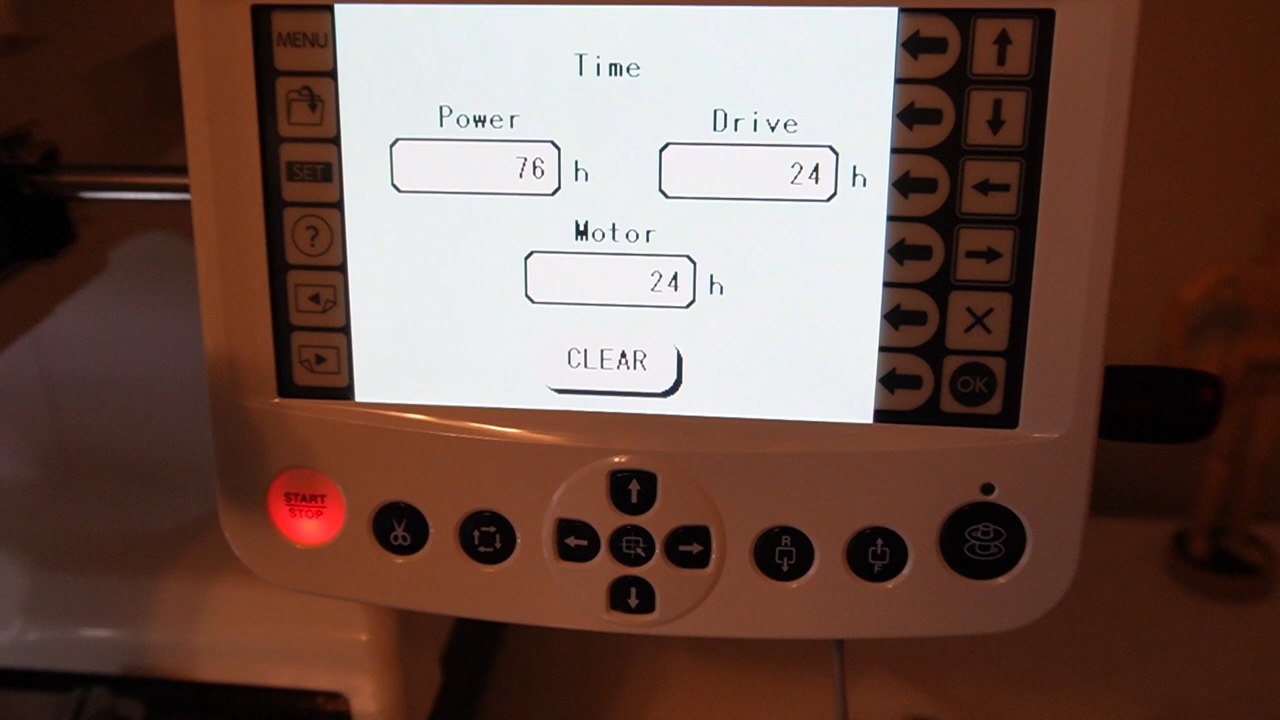 MENU
SET
?
Time
Power
76 h
Drive
24 h
Motor
24 h
CLEAR
OK
START
STOP
R
F